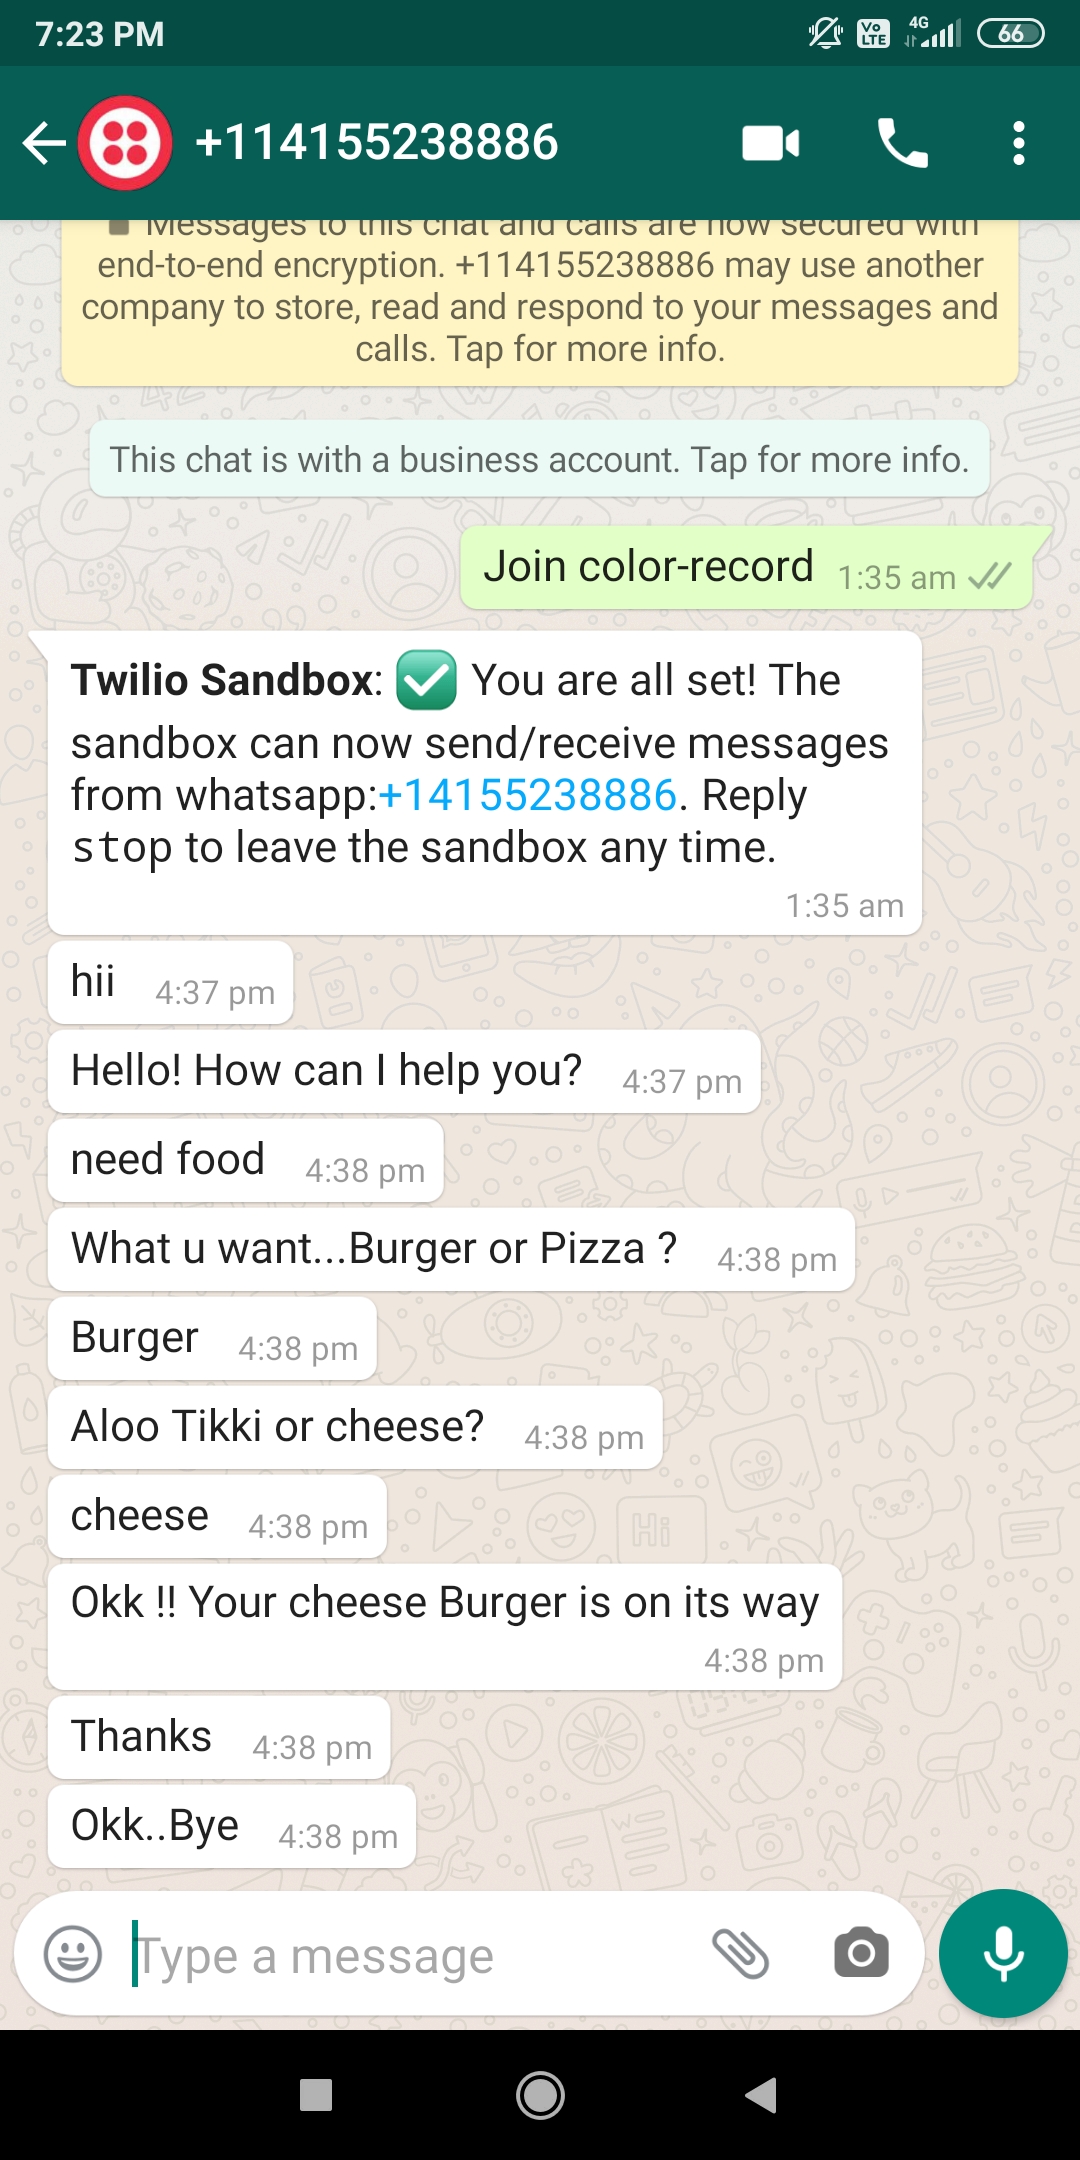 7:23 PM
Vo LTE
4G
66
+114155238886
Messages to this chat and calls are now secured with
end-to-end encryption. +114155238886 may use another
company to store, read and respond to your messages and
calls. Tap for more info.
This chat is with a business account. Tap for more info.
Join color-record 1:35 am
Twilio Sandbox: ✅ You are all set! The
sandbox can now send/receive messages
from whatsapp:+14155238886. Reply
stop to leave the sandbox any time.
1:35 am
hii 4:37 pm
Hello! How can I help you? 4:37 pm
need food 4:38 pm
What u want...Burger or Pizza ? 4:38 pm
Burger 4:38 pm
Aloo Tikki or cheese? 4:38 pm
cheese 4:38 pm
Okk !! Your cheese Burger is on its way
4:38 pm
Thanks 4:38 pm
Okk..Bye 4:38 pm
Type a message